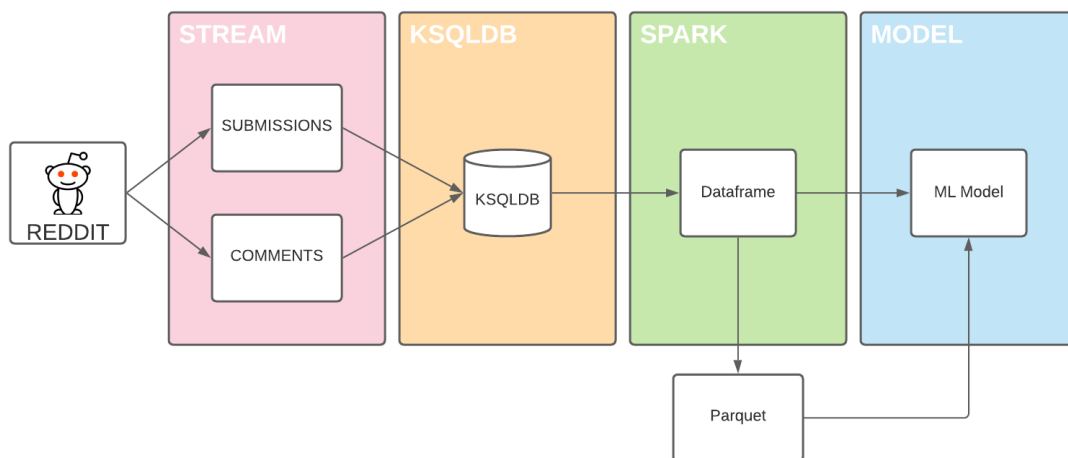 STREAM
KSQLDB
SPARK
MODEL
SUBMISSIONS
REDDIT
COMMENTS
KSQLDB
Dataframe
ML Model
Parquet